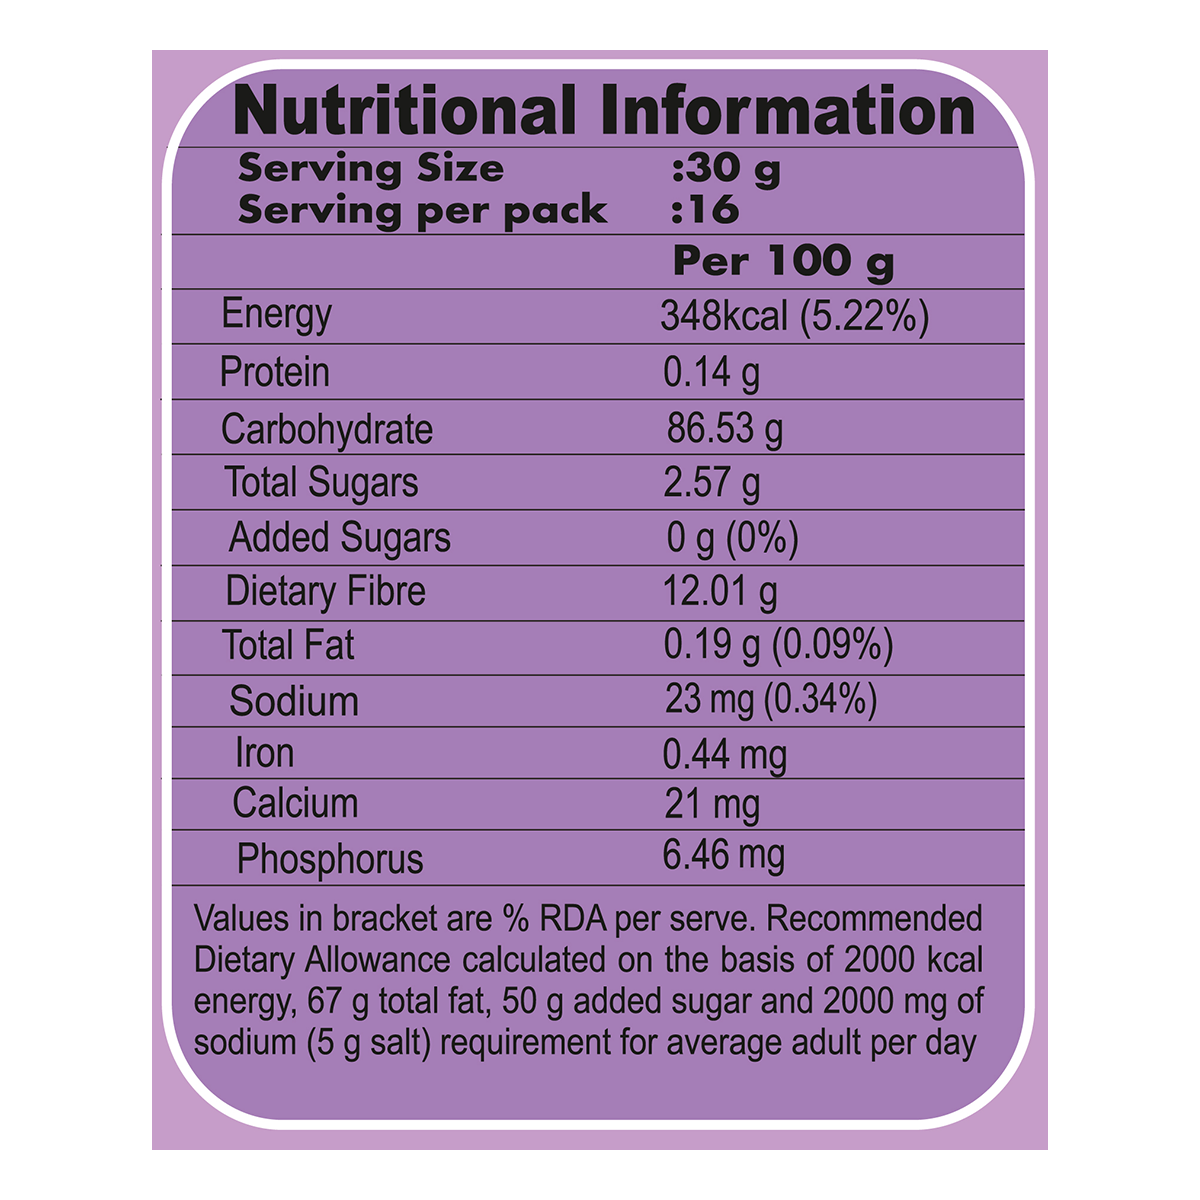 Nutritional Information
Serving Size :30 g
Serving per pack :16
Per 100 g
Energy 348kcal (5.22%)
Protein 0.14 g
Carbohydrate 86.53 g
Total Sugars 2.57 g
Added Sugars 0 g (0%)
Dietary Fibre 12.01 g
Total Fat 0.19 g (0.09%)
Sodium 23 mg (0.34%)
Iron 0.44 mg
Calcium 21 mg
Phosphorus 6.46 mg
Values in bracket are % RDA per serve. Recommended
Dietary Allowance calculated on the basis of 2000 kcal
energy, 67 g total fat, 50 g added sugar and 2000 mg of
sodium (5 g salt) requirement for average adult per day